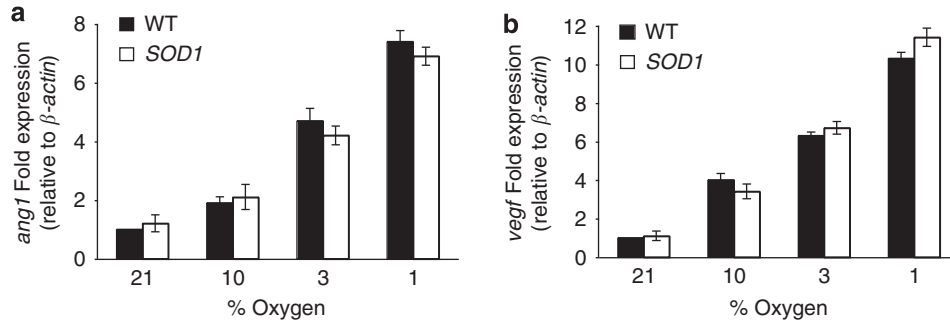 a
WT
SOD1
ang1 Fold expression
(relative to β-actin)
8
6
4
2
0
21 10 3 1
% Oxygen
b
WT
SOD1
vegf Fold expression
(relative to β-actin)
12
10
8
6
4
2
0
21 10 3 1
% Oxygen